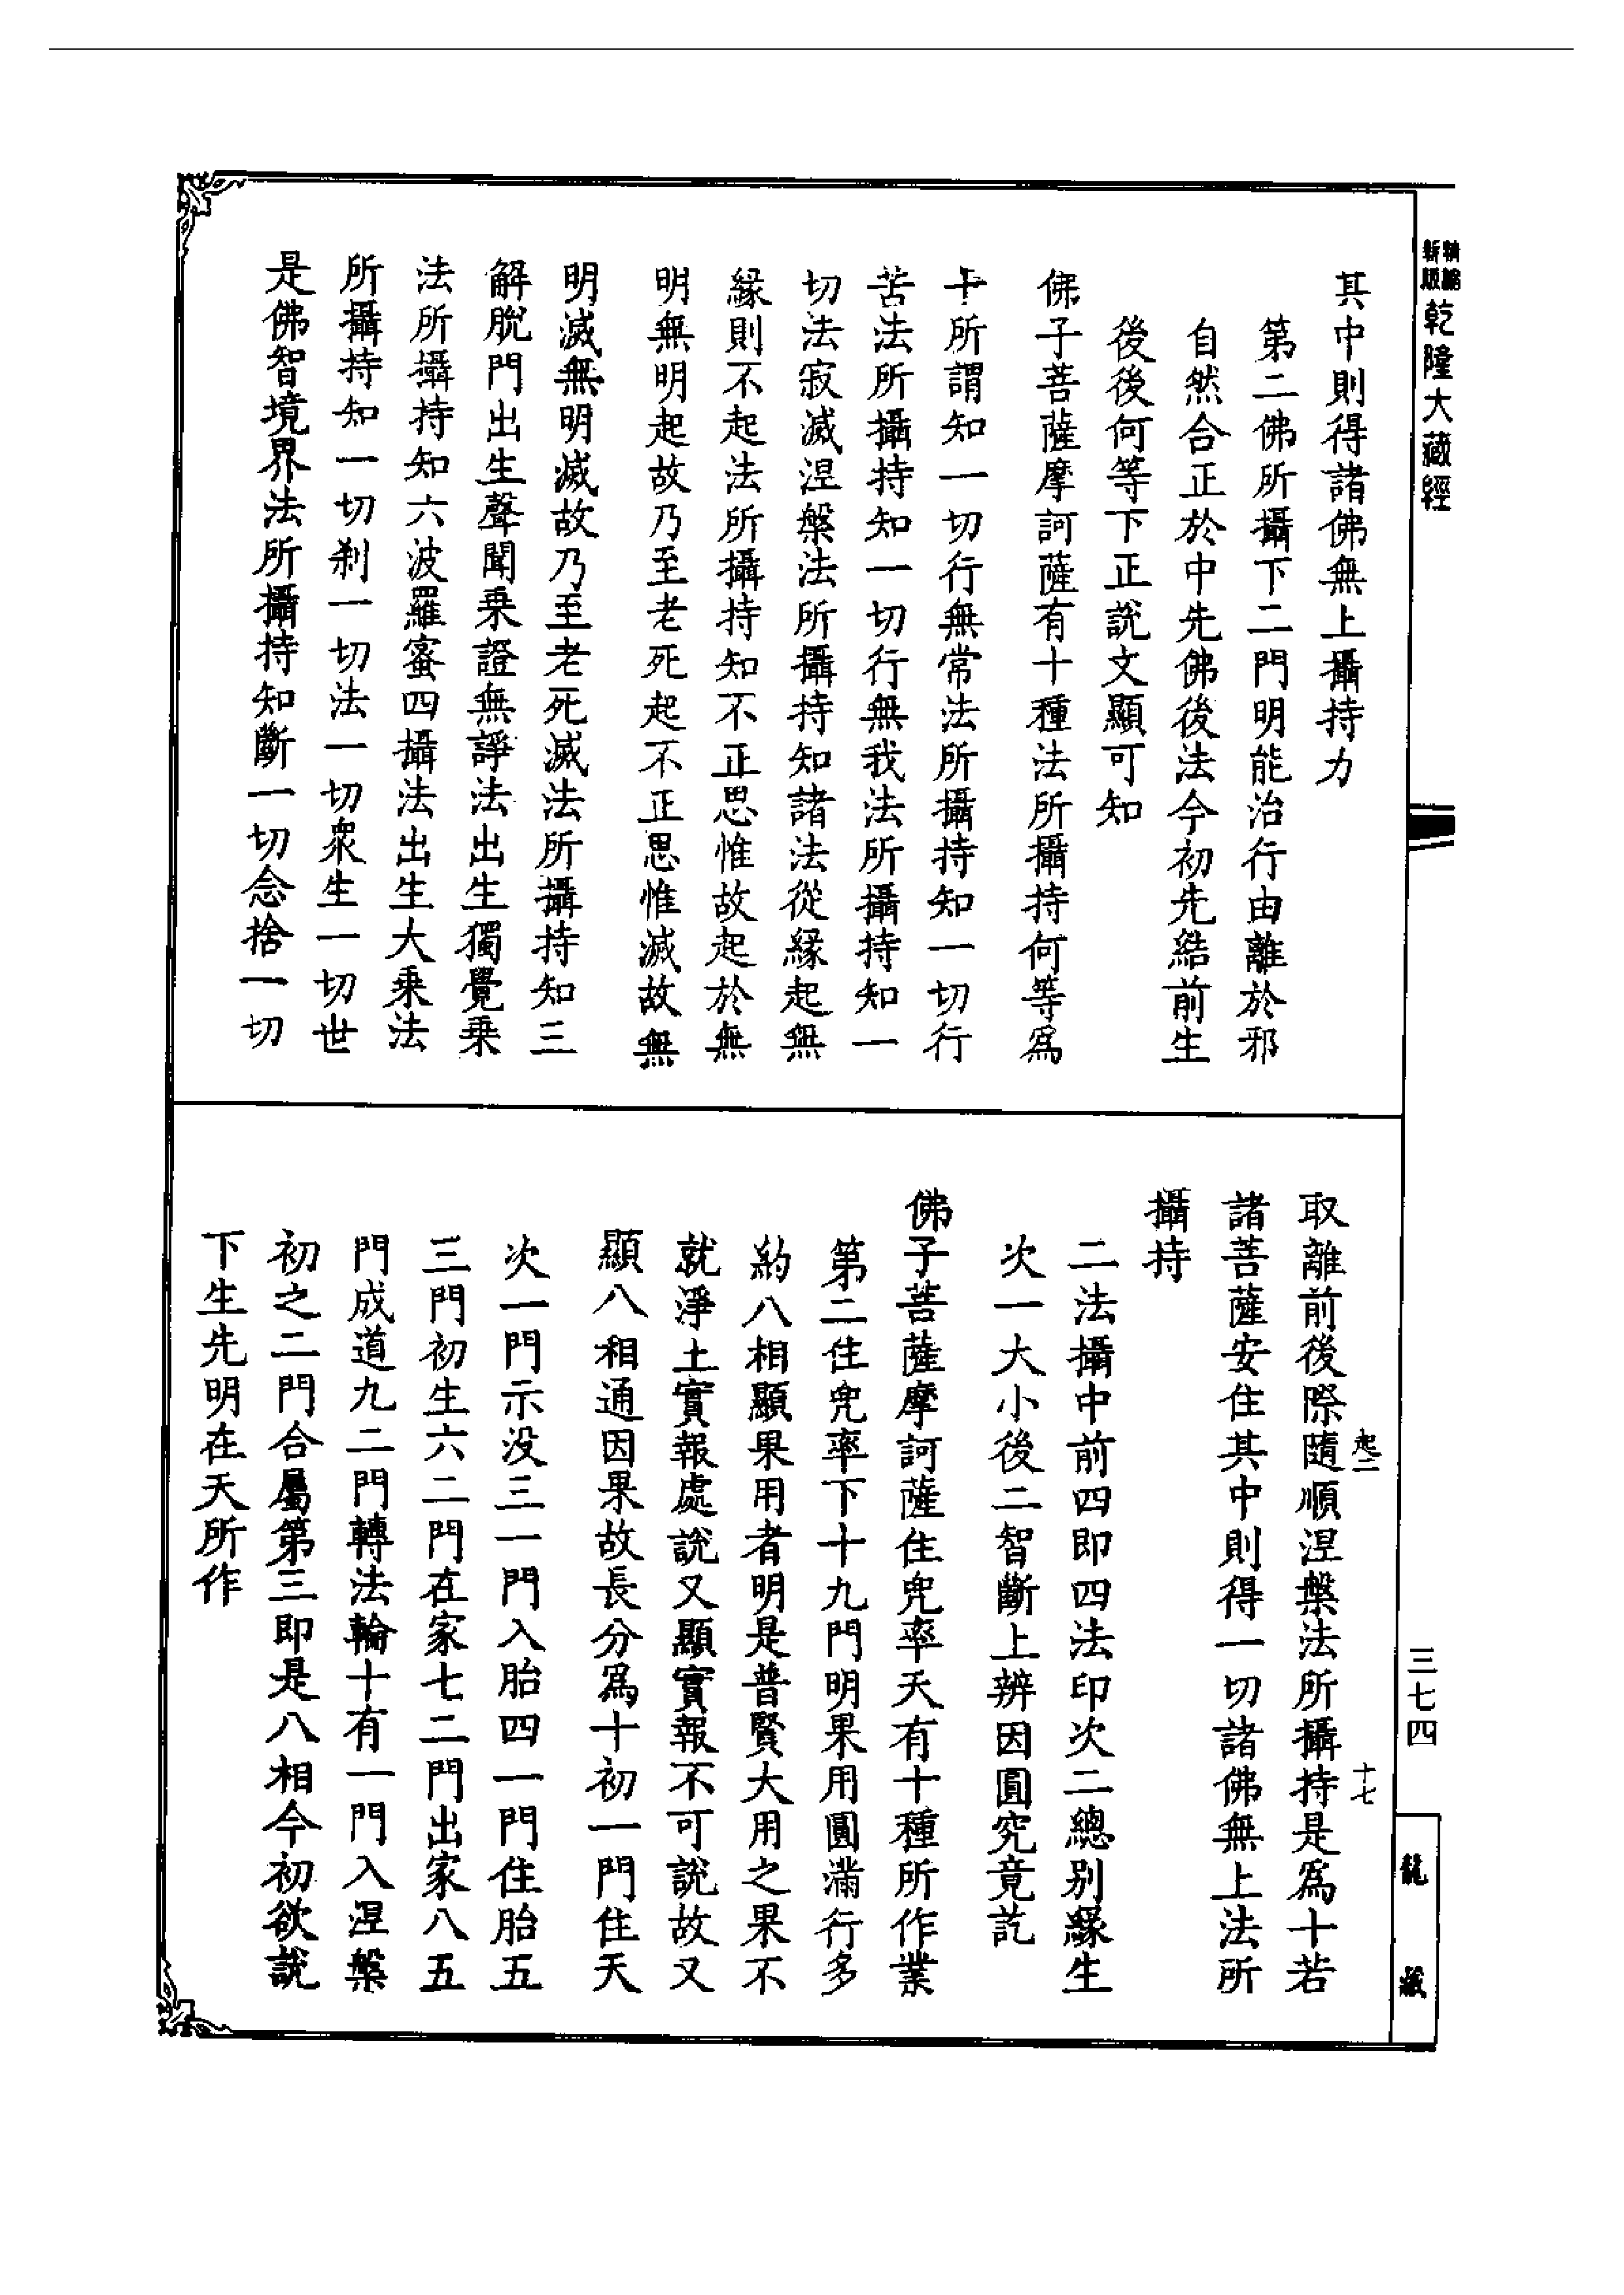 新版精縮乾隆大藏經
其中則得諸佛無上攝持力
第二佛所攝下二門明能治行由離於邪
自然合正於中先佛後法今初先結前生
後後何等下正說文顯可知
佛子菩薩摩訶薩有十種法所攝持何等爲
十所謂知一切行無常法所攝持知一切行
苦法所攝持知一切行無我法所攝持知一
切法寂滅涅槃法所攝持知諸法從緣起無
緣則不起法所攝持知不正思惟故起於無
明無明起故乃至老死起不正思惟滅故無
明滅無明滅故乃至老死滅法所攝持知三
解脫門出生聲聞乘證無諍法出生獨覺乘
法所攝持知六波羅蜜四攝法出生大乘法
所攝持知一切刹一切法一切衆生一切世
是佛智境界法所攝持知斷一切念捨一切
取離前後際隨順涅槃法所攝持是爲十若
諸菩薩安住其中則得一切諸佛無上法所
攝持
二法攝中前四即四法印次二總别緣生
次一大小後二智斷上辨因圓究竟訖
佛子菩薩摩訶薩住兜率天有十種所作業
第二住兜率下十九門明果用圓滿行多
約八相顯果用者明是普賢大用之果不
就淨土實報處說又顯實報不可說故又
顯八相通因果故長分爲十初一門住天
次一門示没三一門入胎四一門住胎五
三門初生六二門在家七二門出家八五
門成道九二門轉法輪十有一門入涅槃
初之二門合屬第三即是八相今初欲說
下生先明在天所作
起二
十七
三七四
龍藏